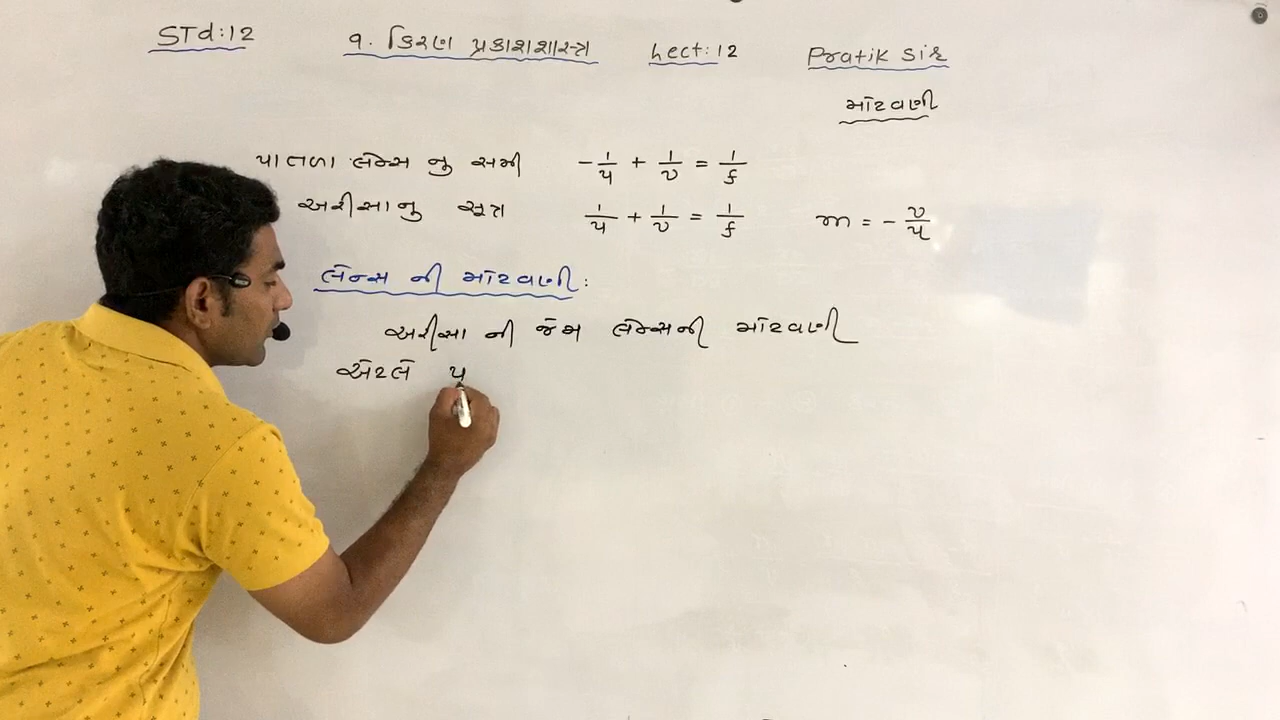 STd:12 ૧. કિરણ પ્રકાશશાસ્ત્ર Lect:12 Pratik Sir
મોટવણી
પાતળા લેન્સ નુ સમી -1/u + 1/v = 1/f
અરીસાનુ સૂત્ર 1/u + 1/v = 1/f m = - v/u
લેન્સ ની મોટવણી:
અરીસા ની જેમ લેન્સની મોટવણી
એટલે પ્ર